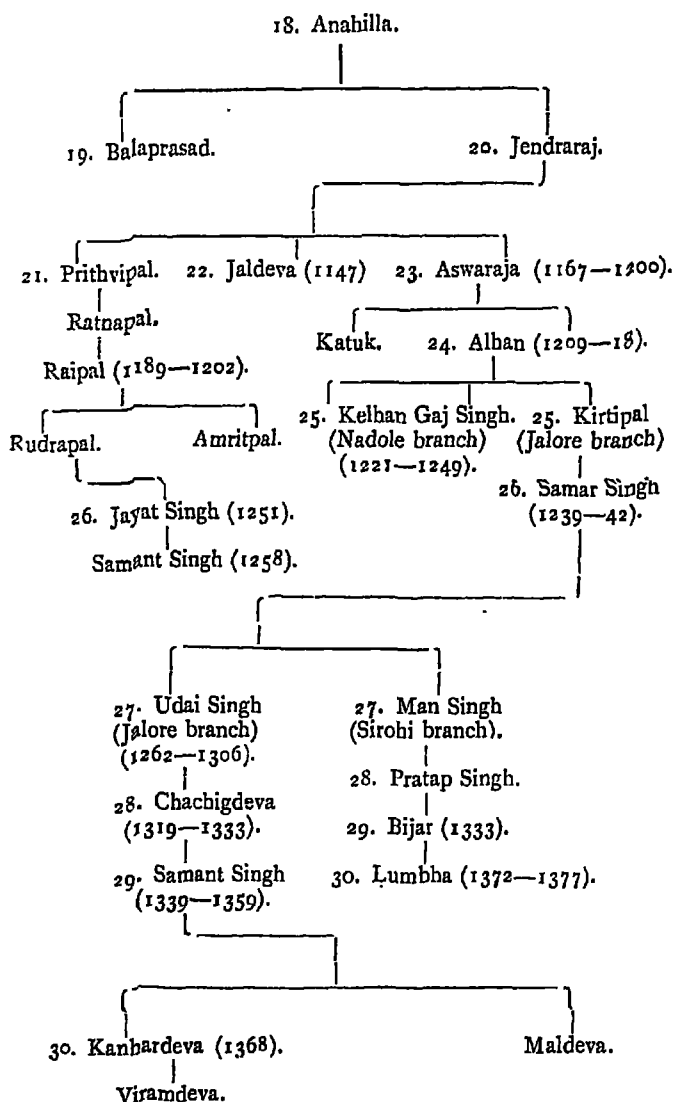 18. Anahilla.
19. Balaprasad. 20. Jendraraj.
21. Prithvipal. 22. Jaldeva (1147) 23. Aswaraja (1167—1200).
Ratnapal. Katuk. 24. Alhan (1209—18).
Raipal (1189—1202).
25. Kelhan Gaj Singh. 25. Kirtipal
Rudrapal. Amritpal. (Nadole branch) (Jalore branch)
(1221—1249).
26. Samar Singh
26. Jayat Singh (1251). (1239—42).
Samant Singh (1258).
27. Udai Singh 27. Man Singh
(Jalore branch) (Sirohi branch).
(1262—1306).
28. Pratap Singh.
28. Chachigdeva
(1319—1333). 29. Bijar (1333).
29. Samant Singh 30. Lumbha (1372—1377).
(1339—1359).
30. Kanhardeva (1368). Maldeva.
Viramdeva.